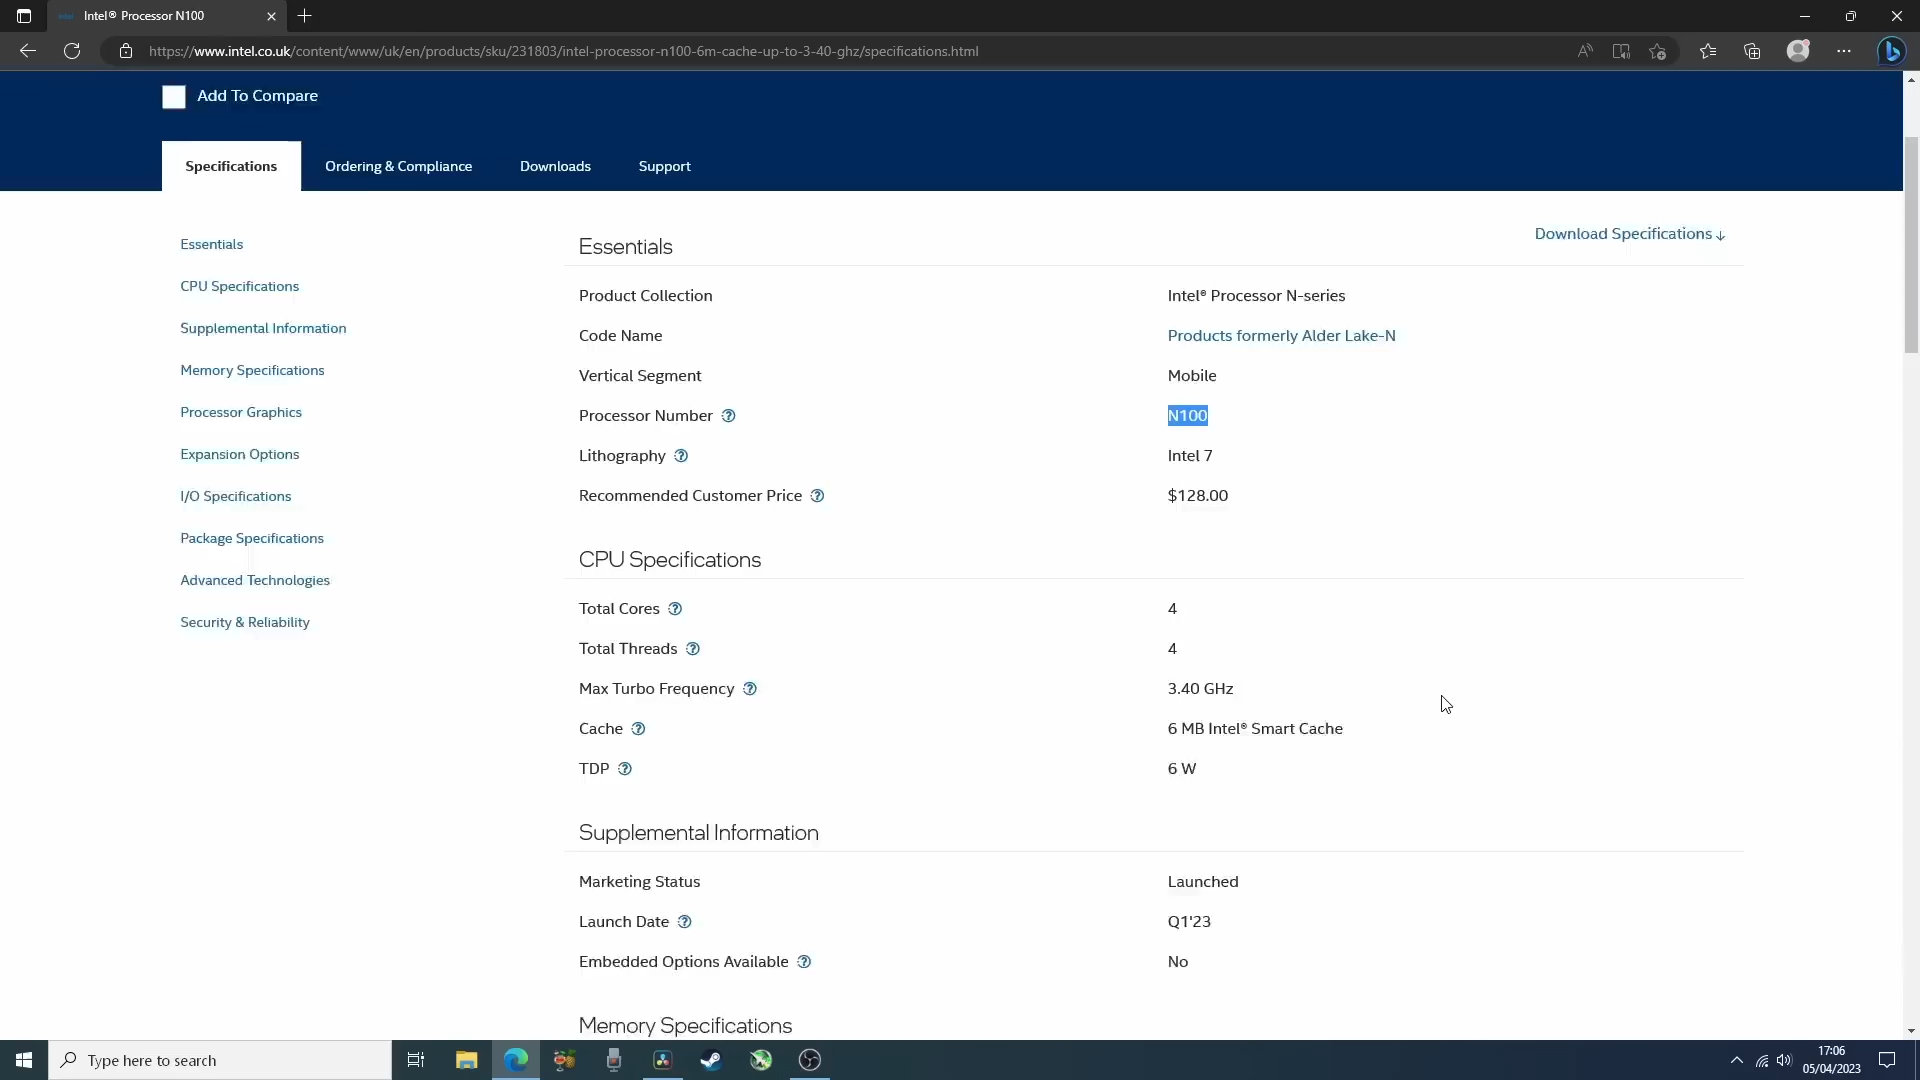 Intel® Processor N100
https://www.intel.co.uk/content/www/uk/en/products/sku/231803/intel-processor-n100-6m-cache-up-to-3-40-ghz/specifications.html
Add To Compare
Specifications
Ordering & Compliance
Downloads
Support
Essentials
CPU Specifications
Supplemental Information
Memory Specifications
Processor Graphics
Expansion Options
I/O Specifications
Package Specifications
Advanced Technologies
Security & Reliability
Download Specifications ↓
Essentials
Product Collection Intel® Processor N-series
Code Name Products formerly Alder Lake-N
Vertical Segment Mobile
Processor Number ? N100
Lithography ? Intel 7
Recommended Customer Price ? $128.00
CPU Specifications
Total Cores ? 4
Total Threads ? 4
Max Turbo Frequency ? 3.40 GHz
Cache ? 6 MB Intel® Smart Cache
TDP ? 6 W
Supplemental Information
Marketing Status Launched
Launch Date ? Q1'23
Embedded Options Available ? No
Memory Specifications
Type here to search
17:06
05/04/2023